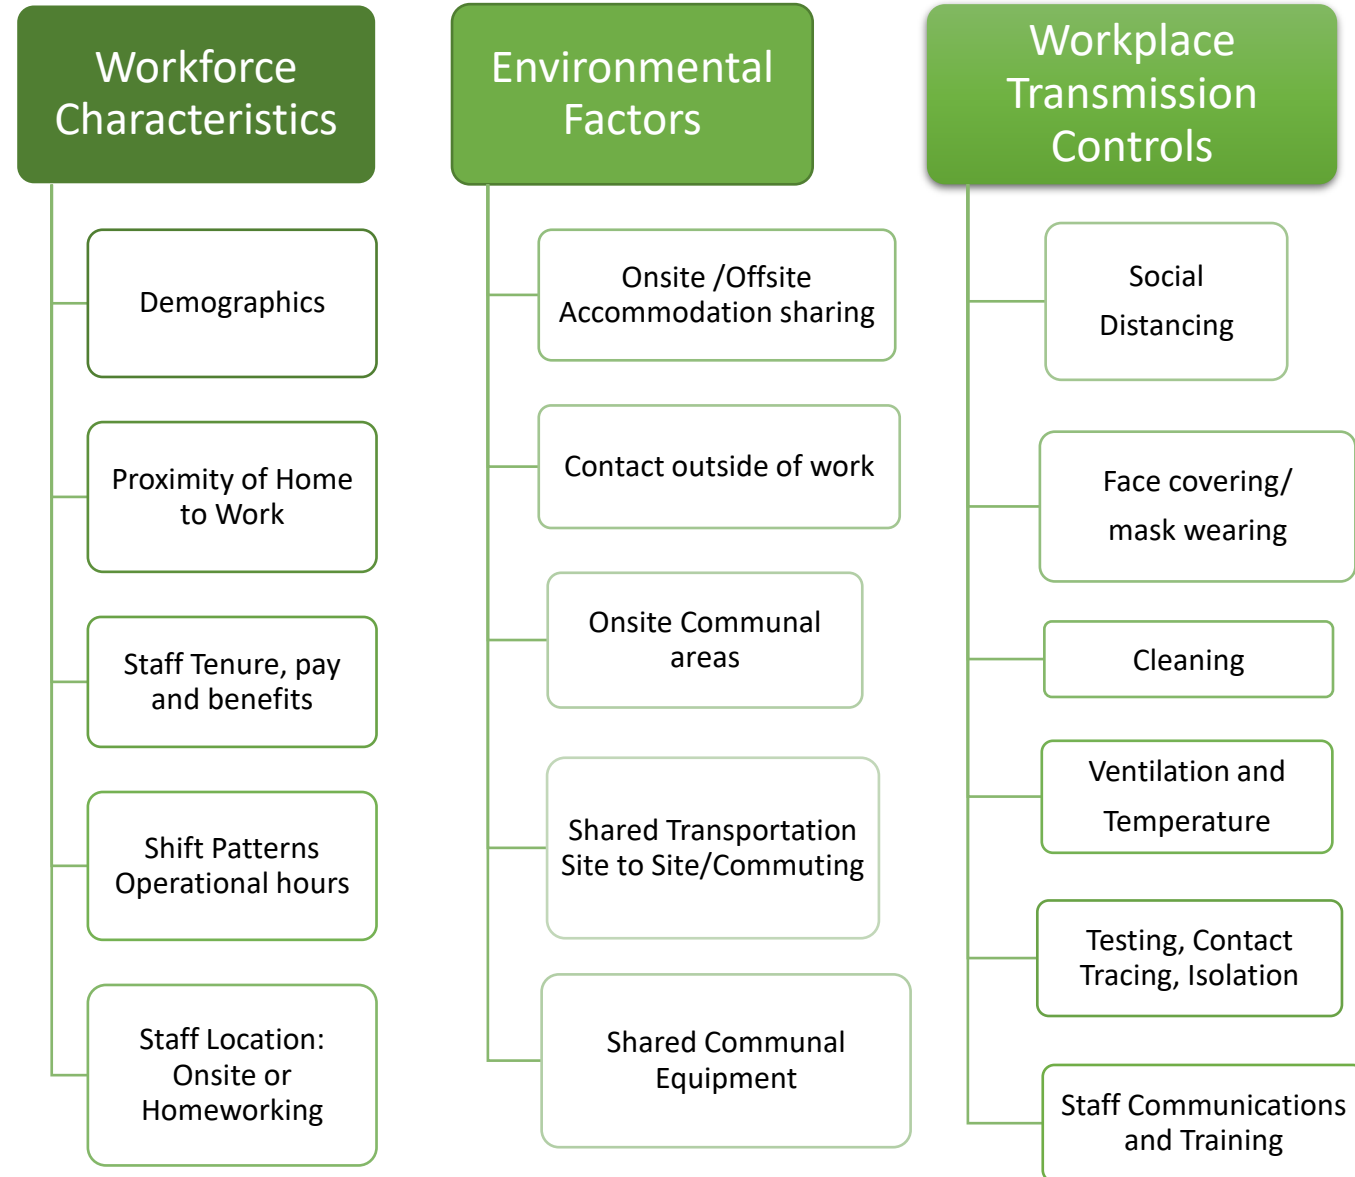 Workforce
Characteristics
Demographics
Proximity of Home
to Work
Staff Tenure, pay
and benefits
Shift Patterns
Operational hours
Staff Location:
Onsite or
Homeworking
Environmental
Factors
Onsite /Offsite
Accommodation sharing
Contact outside of work
Onsite Communal
areas
Shared Transportation
Site to Site/Commuting
Shared Communal
Equipment
Workplace
Transmission
Controls
Social
Distancing
Face covering/
mask wearing
Cleaning
Ventilation and
Temperature
Testing, Contact
Tracing, Isolation
Staff Communications
and Training